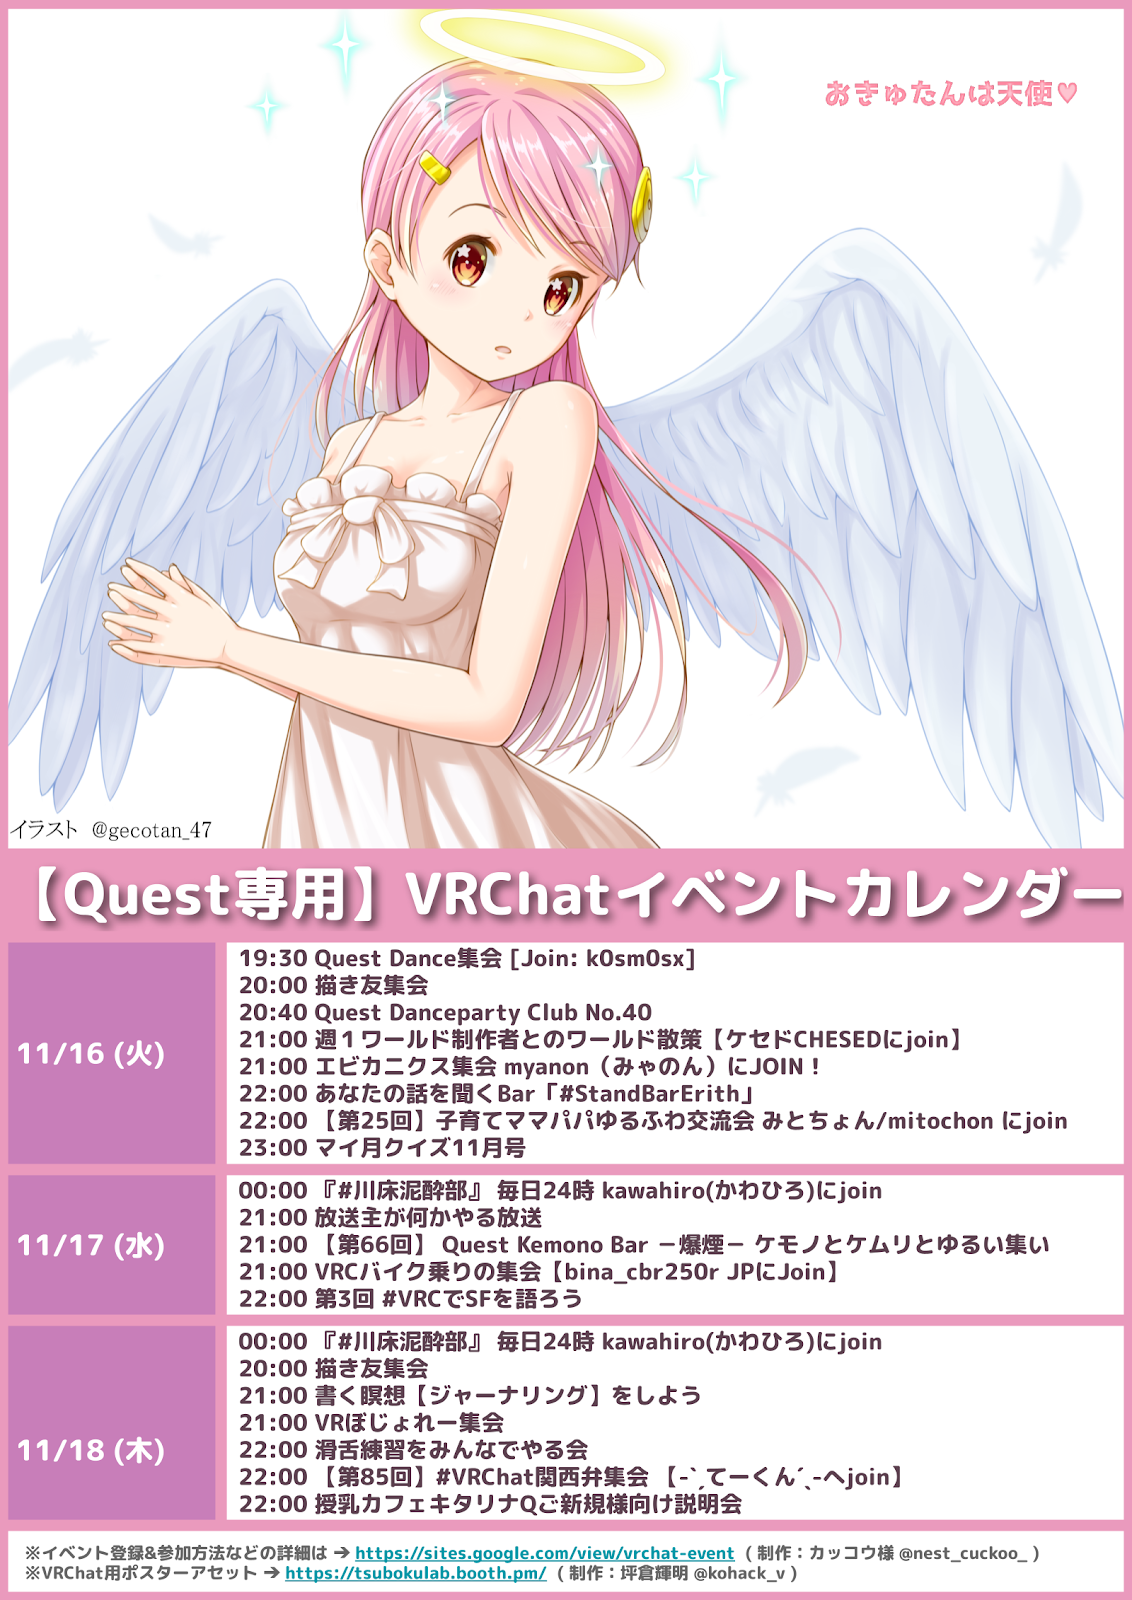 おきゅたんは天使♥
イラスト @gecotan_47
【Quest専用】VRChatイベントカレンダー
11/16 (火)
19:30 Quest Dance集会 [Join: k0sm0sx]
20:00 描き友集会
20:40 Quest Danceparty Club No.40
21:00 週１ワールド制作者とのワールド散策【ケセドCHESEDにjoin】
21:00 エビカニクス集会 myanon（みゃのん）にJOIN！
22:00 あなたの話を聞くBar「#StandBarErith」
22:00 【第25回】子育てママパパゆるふわ交流会 みとちょん/mitochon にjoin
23:00 マイ月クイズ11月号
11/17 (水)
00:00 『#川床泥酔部』 毎日24時 kawahiro(かわひろ)にjoin
21:00 放送主が何かやる放送
21:00 【第66回】 Quest Kemono Bar －爆煙－ ケモノとケムリとゆるい集い
21:00 VRCバイク乗りの集会【bina_cbr250r JPにJoin】
22:00 第3回 #VRCでSFを語ろう
11/18 (木)
00:00 『#川床泥酔部』 毎日24時 kawahiro(かわひろ)にjoin
20:00 描き友集会
21:00 書く瞑想【ジャーナリング】をしよう
21:00 VRぼじょれー集会
22:00 滑舌練習をみんなでやる会
22:00 【第85回】#VRChat関西弁集会 【-`ˏてーくん´ˎ-へjoin】
22:00 授乳カフェキタリナQご新規様向け説明会
※イベント登録&参加方法などの詳細は ➔ https://sites.google.com/view/vrchat-event ( 制作：カッコウ様 @nest_cuckoo_ )
※VRChat用ポスターアセット ➔ https://tsubokulab.booth.pm/ ( 制作：坪倉輝明 @kohack_v )